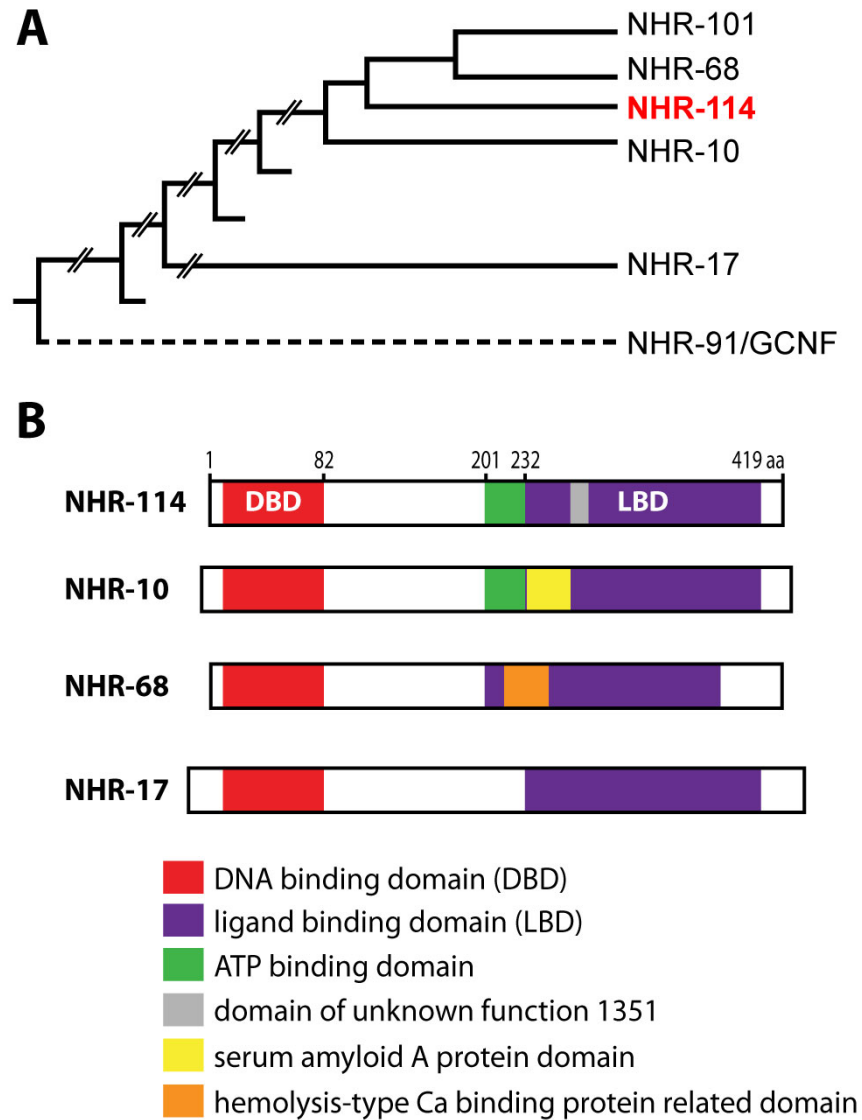 A
NHR-101
NHR-68
NHR-114
NHR-10
NHR-17
NHR-91/GCNF
B
1 82 201 232 419 aa
NHR-114 DBD LBD
NHR-10
NHR-68
NHR-17
DNA binding domain (DBD)
ligand binding domain (LBD)
ATP binding domain
domain of unknown function 1351
serum amyloid A protein domain
hemolysis-type Ca binding protein related domain